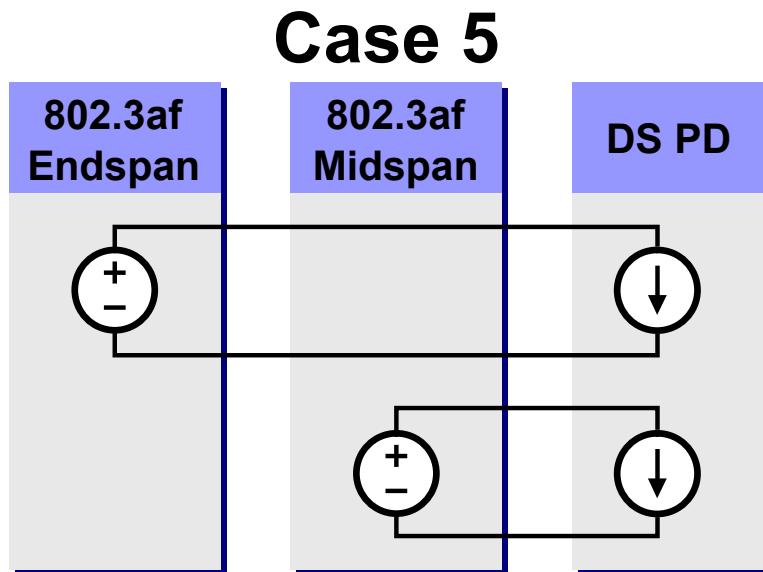 Case 5
802.3af
Endspan
802.3af
Midspan
DS PD
+
–
+
–